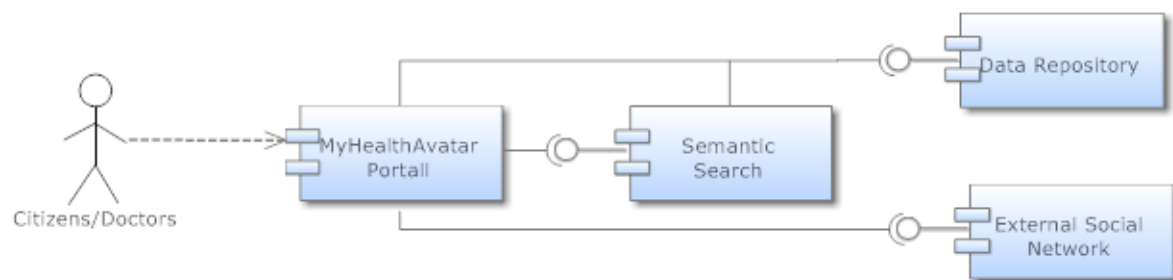 Data Repository
MyHealthAvatar
Portall
Semantic
Search
Citizens/Doctors
External Social
Network